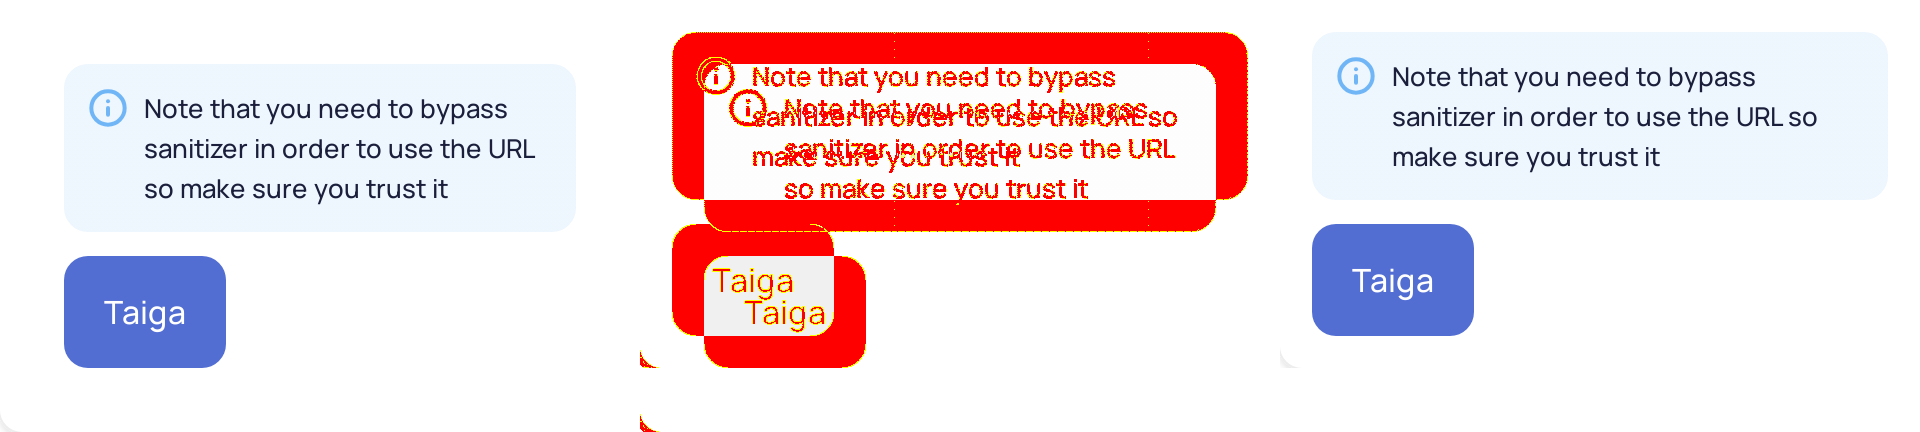 Note that you need to bypass
sanitizer in order to use the URL
so make sure you trust it
Taiga
Note that you need to bypass
Note that you need to bypass
sanitizer in order to use the URL so
sanitizer in order to use the URL
make sure you trust it
so make sure you trust it
Taiga
Taiga
Note that you need to bypass
sanitizer in order to use the URL so
make sure you trust it
Taiga